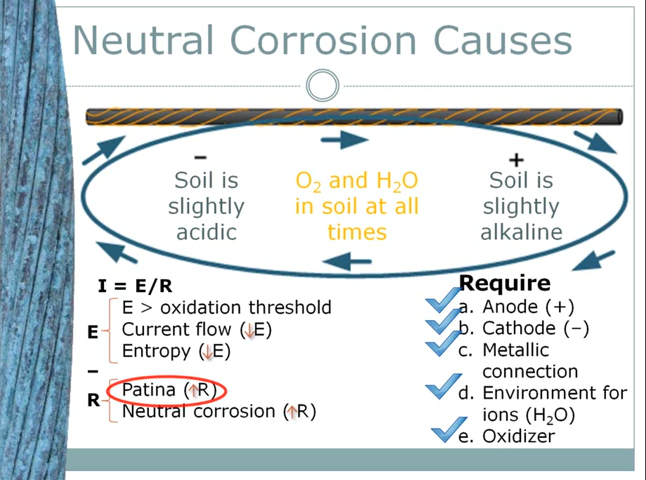 Neutral Corrosion Causes
−
Soil is
slightly
acidic
O₂ and H₂O
in soil at all
times
+
Soil is
slightly
alkaline
I = E/R
E > oxidation threshold
E
Current flow (↓E)
Entropy (↓E)
−
R
Patina (↑R)
Neutral corrosion (↑R)
Require
a. Anode (+)
b. Cathode (−)
c. Metallic
connection
d. Environment for
ions (H₂O)
e. Oxidizer